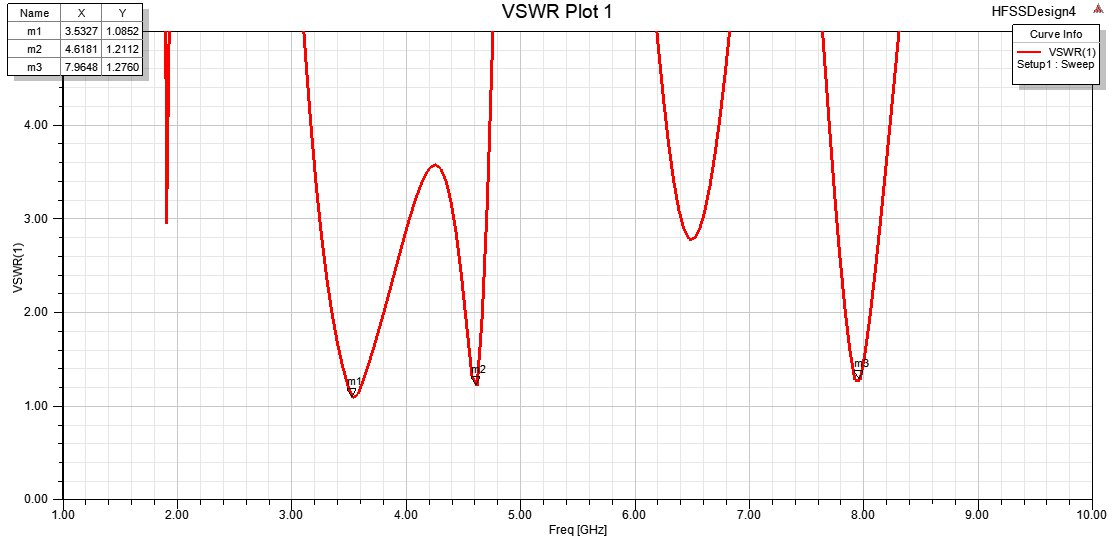 VSWR Plot 1
HFSSDesign4
Name X Y
m1 3.5327 1.0852
m2 4.6181 1.2112
m3 7.9648 1.2760
Curve Info
VSWR(1)
Setup1 : Sweep
4.00
3.00
2.00
1.00
0.00
VSWR(1)
m1
m2
m3
1.00 2.00 3.00 4.00 5.00 6.00 7.00 8.00 9.00 10.00
Freq [GHz]